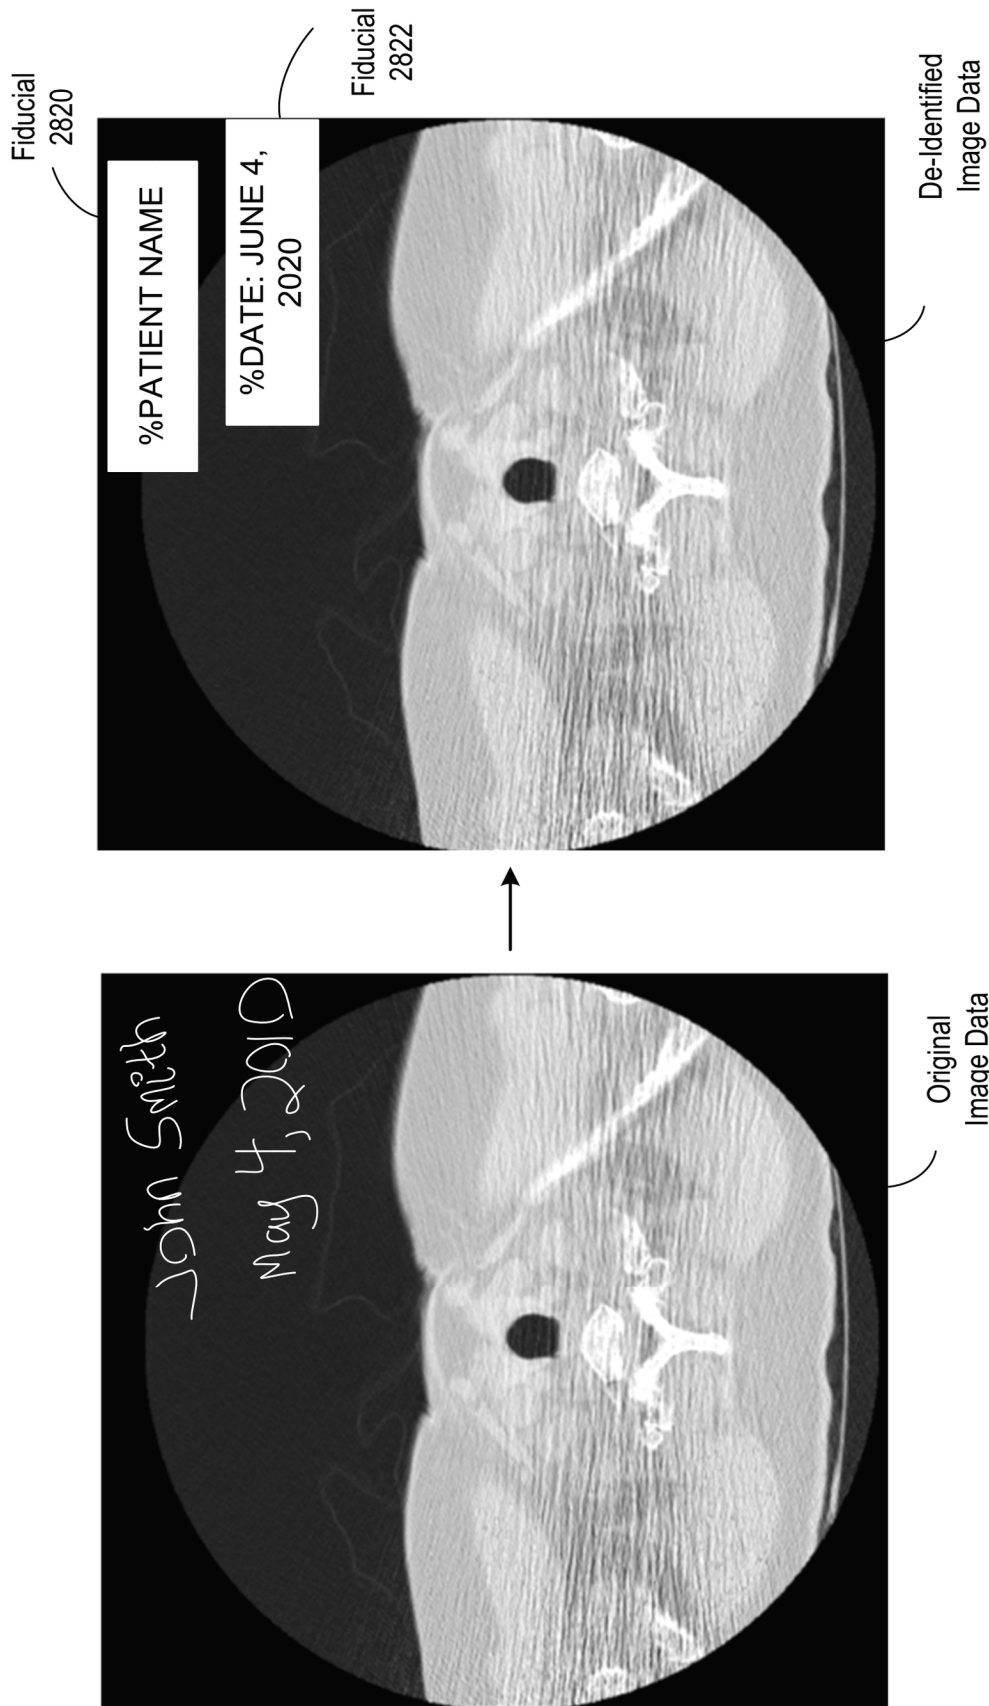 John Smith
May 4, 2010
Original
Image Data
Fiducial
2820
%PATIENT NAME
%DATE: JUNE 4,
2020
Fiducial
2822
De-Identified
Image Data